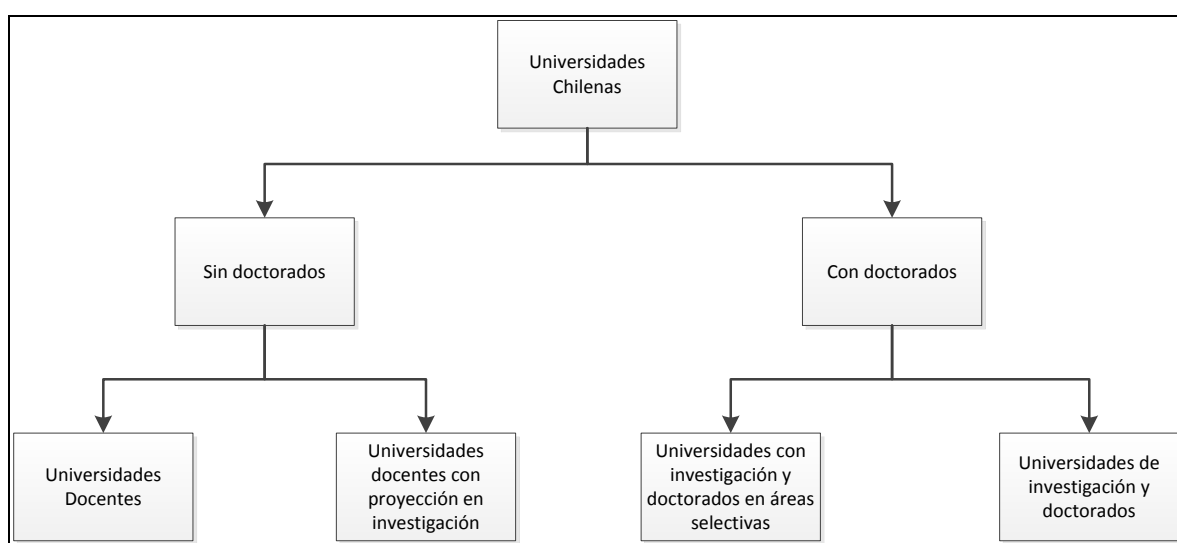 Universidades
Chilenas
Sin doctorados
Con doctorados
Universidades
Docentes
Universidades
docentes con
proyección en
investigación
Universidades con
investigación y
doctorados en áreas
selectivas
Universidades de
investigación y
doctorados